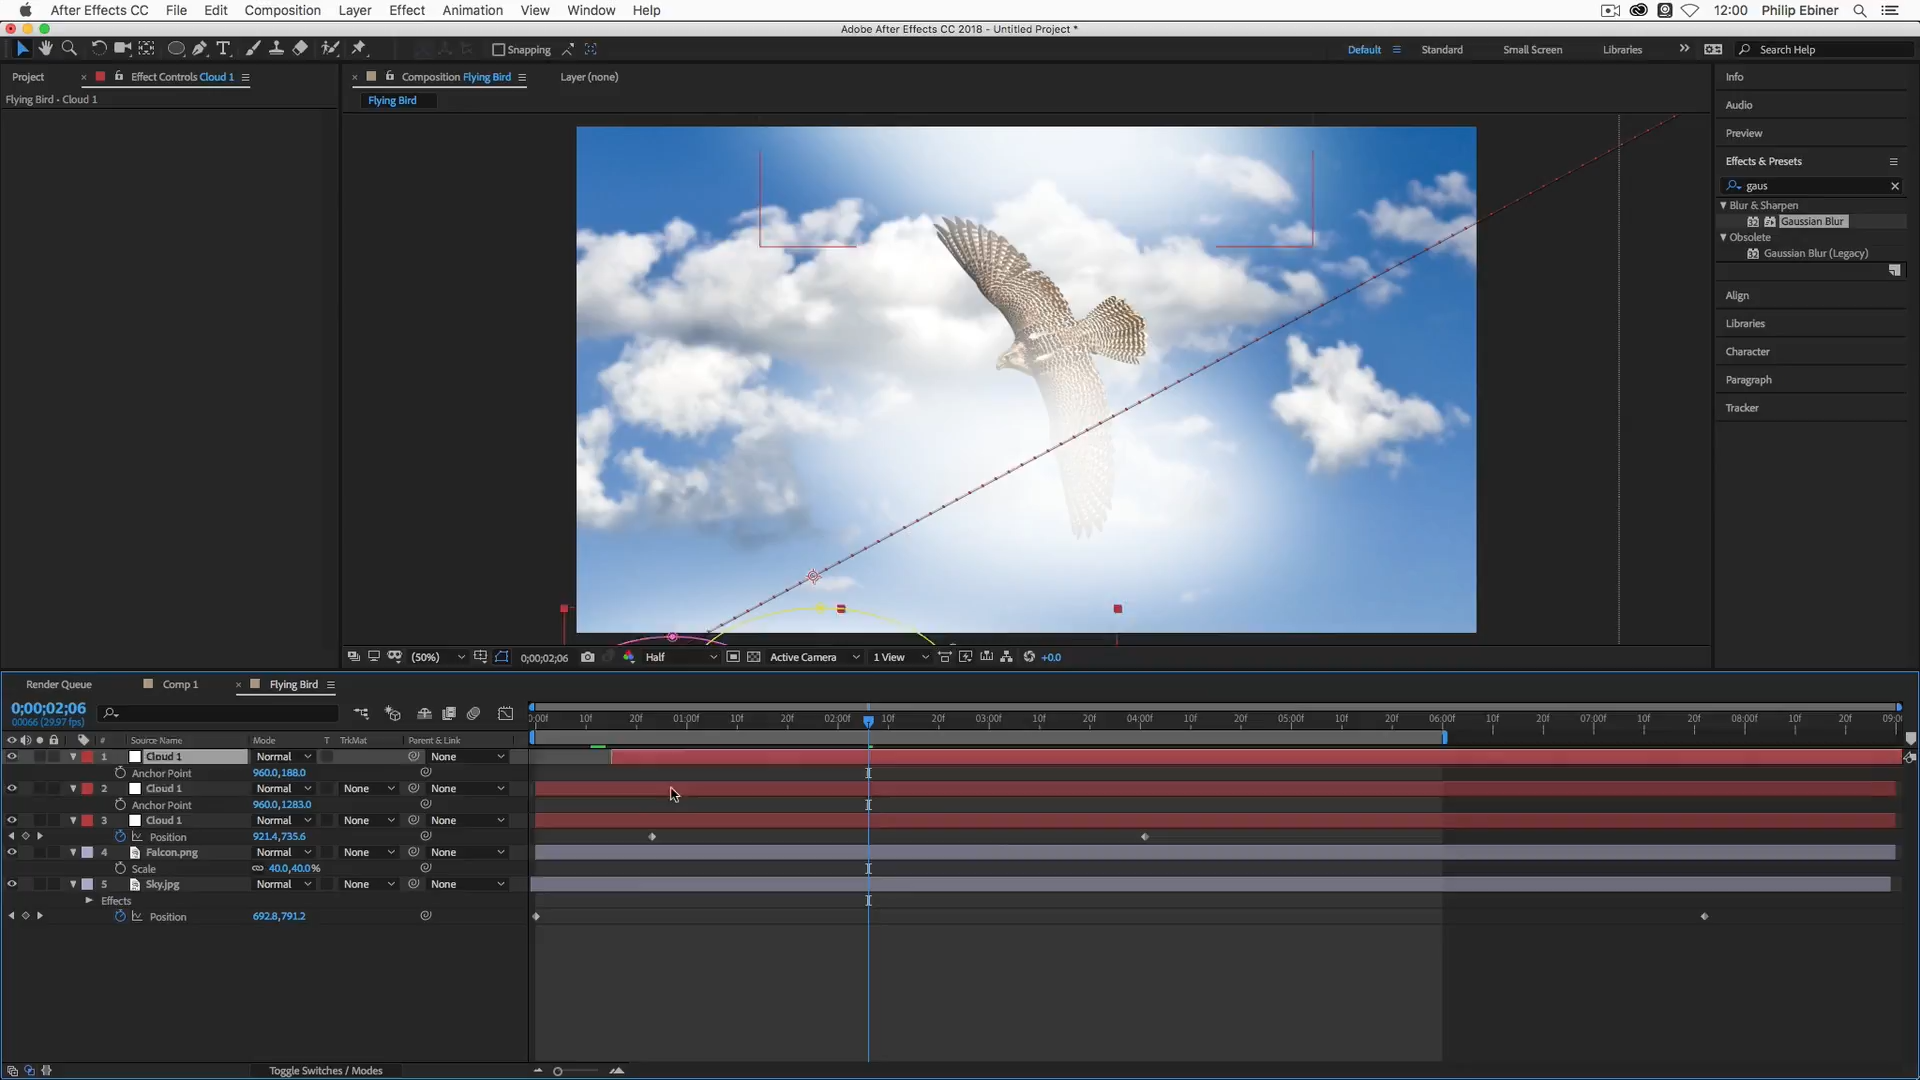 After Effects CC File Edit Composition Layer Effect Animation View Window Help 12:00 Philip Ebiner
Adobe After Effects CC 2018 - Untitled Project *
T Snapping Default Standard Small Screen Libraries Search Help
Project Effect Controls Cloud 1 Composition Flying Bird Layer (none) Info
Flying Bird • Cloud 1 Flying Bird
Audio
Preview
Effects & Presets
gaus
Blur & Sharpen
Gaussian Blur
Obsolete
Gaussian Blur (Legacy)
Align
Libraries
Character
Paragraph
Tracker
(50%) 0;00;02;06 Half Active Camera 1 View +0.0
Render Queue Comp 1 Flying Bird
0;00;02;06
00066 (29.97 fps)
0:00f 10f 20f 01:00f 10f 20f 02:00f 10f 20f 03:00f 10f 20f 04:00f 10f 20f 05:00f 10f 20f 06:00f 10f 20f 07:00f 10f 20f 08:00f 10f 20f 09:0
# Source Name Mode T TrkMat Parent & Link
1 Cloud 1 Normal None
Anchor Point 960.0,188.0
2 Cloud 1 Normal None None
Anchor Point 960.0,1283.0
3 Cloud 1 Normal None None
Position 921.4,735.6
4 Falcon.png Normal None None
Scale 40.0,40.0%
5 Sky.jpg Normal None None
Effects
Position 692.8,791.2
Toggle Switches / Modes